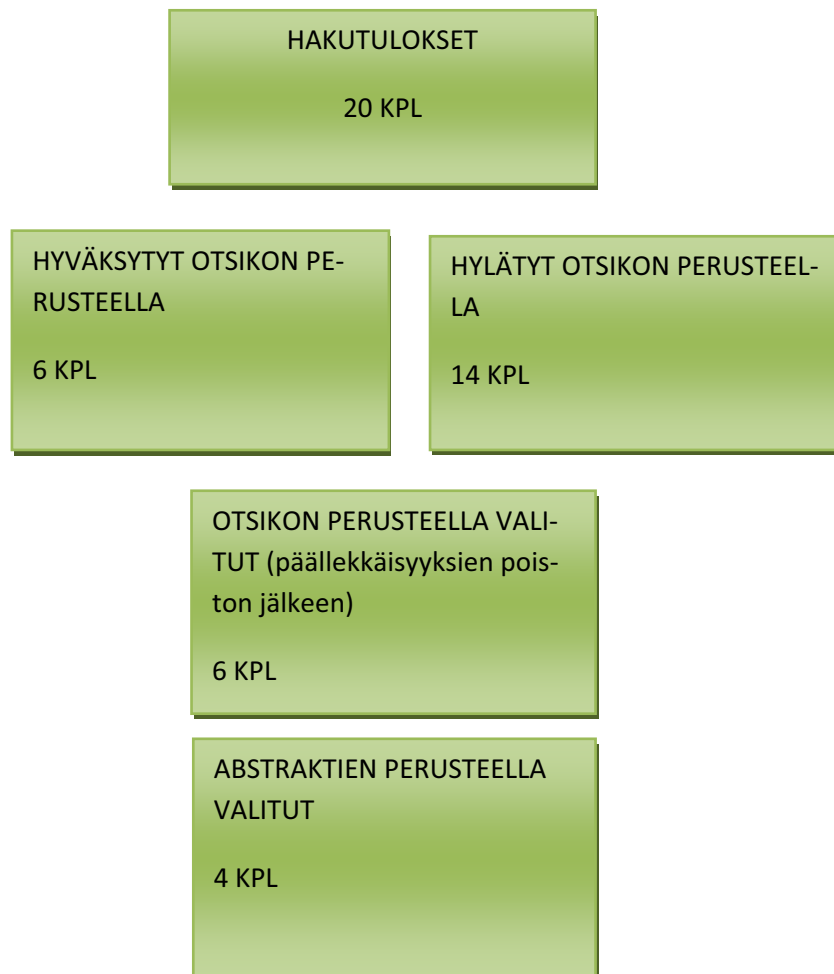 HAKUTULOKSET
20 KPL
HYVÄKSYTYT OTSIKON PE-
RUSTEELLA
6 KPL
HYLÄTYT OTSIKON PERUSTEEL-
LA
14 KPL
OTSIKON PERUSTEELLA VALI-
TUT (päällekkäisyyksien pois-
ton jälkeen)
6 KPL
ABSTRAKTIEN PERUSTEELLA
VALITUT
4 KPL